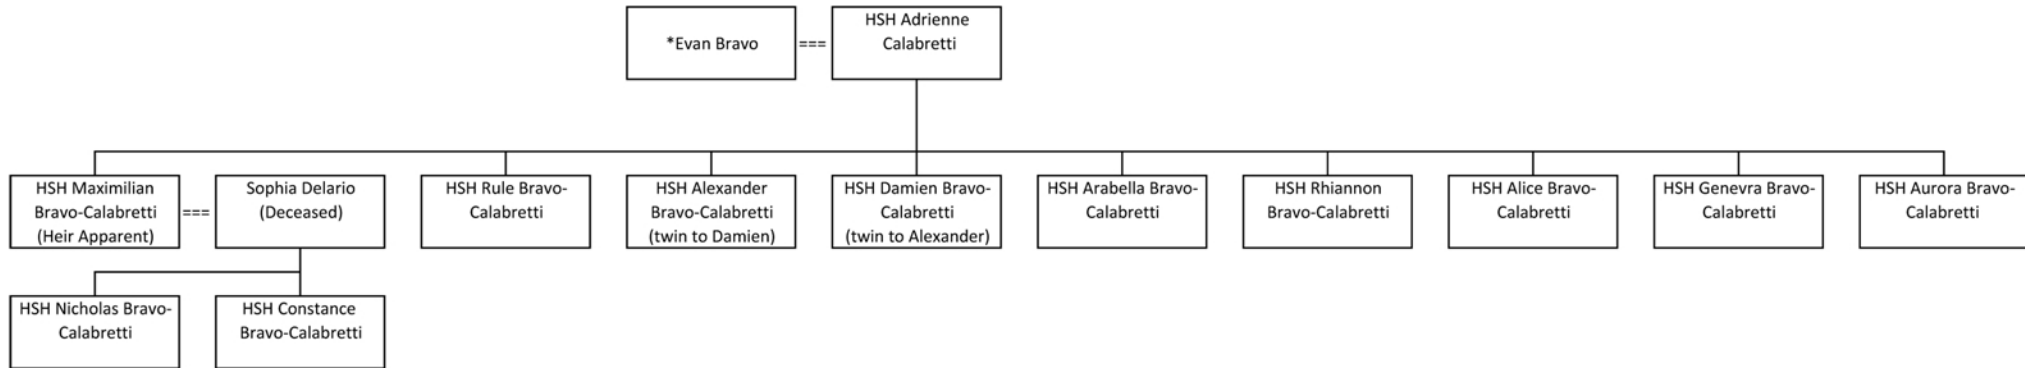 *Evan Bravo
===
HSH Adrienne
Calabretti
HSH Maximilian
Bravo-Calabretti
(Heir Apparent)
===
Sophia Delario
(Deceased)
HSH Rule Bravo-
Calabretti
HSH Alexander
Bravo-Calabretti
(twin to Damien)
HSH Damien Bravo-
Calabretti
(twin to Alexander)
HSH Arabella Bravo-
Calabretti
HSH Rhiannon
Bravo-Calabretti
HSH Alice Bravo-
Calabretti
HSH Genevra Bravo-
Calabretti
HSH Aurora Bravo-
Calabretti
HSH Nicholas Bravo-
Calabretti
HSH Constance
Bravo-Calabretti